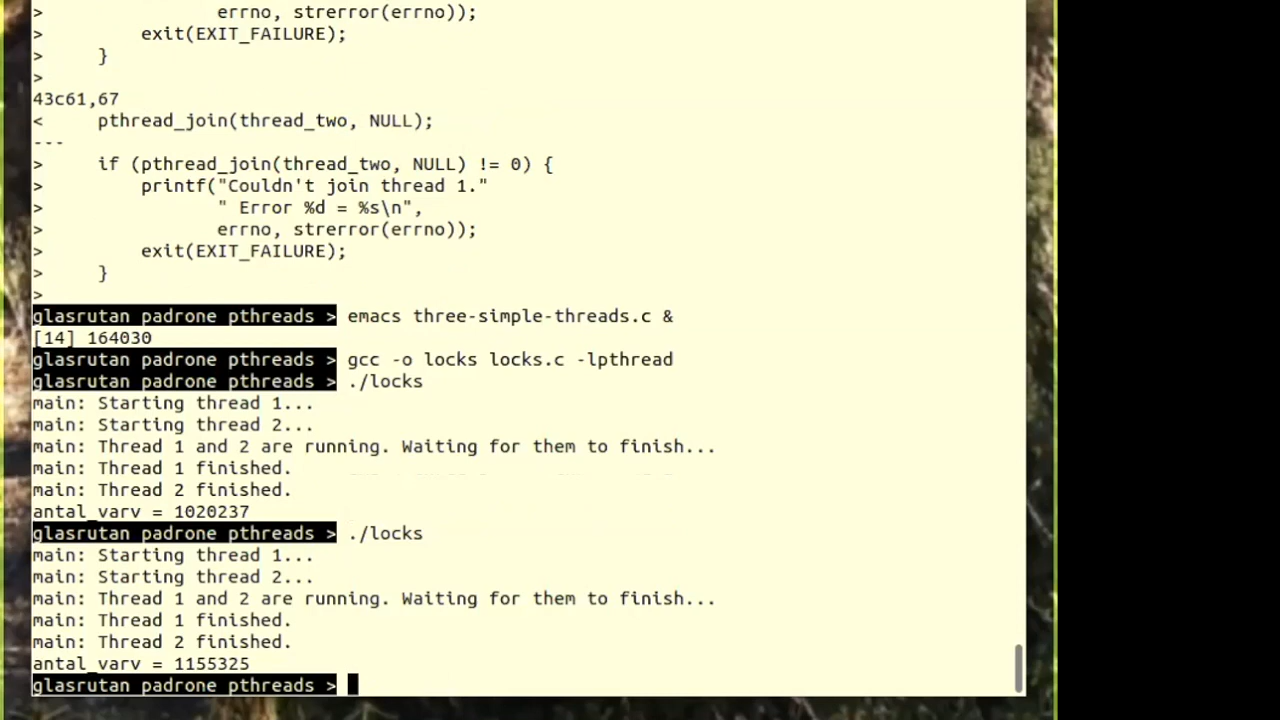 >                errno, strerror(errno));
>         exit(EXIT_FAILURE);
>     }
>
43c61,67
<     pthread_join(thread_two, NULL);
---
>     if (pthread_join(thread_two, NULL) != 0) {
>         printf("Couldn't join thread 1."
>                " Error %d = %s\n",
>                errno, strerror(errno));
>         exit(EXIT_FAILURE);
>     }
>
glasrutan padrone pthreads > emacs three-simple-threads.c &
[14] 164030
glasrutan padrone pthreads > gcc -o locks locks.c -lpthread
glasrutan padrone pthreads > ./locks
main: Starting thread 1...
main: Starting thread 2...
main: Thread 1 and 2 are running. Waiting for them to finish...
main: Thread 1 finished.
main: Thread 2 finished.
antal_varv = 1020237
glasrutan padrone pthreads > ./locks
main: Starting thread 1...
main: Starting thread 2...
main: Thread 1 and 2 are running. Waiting for them to finish...
main: Thread 1 finished.
main: Thread 2 finished.
antal_varv = 1155325
glasrutan padrone pthreads >